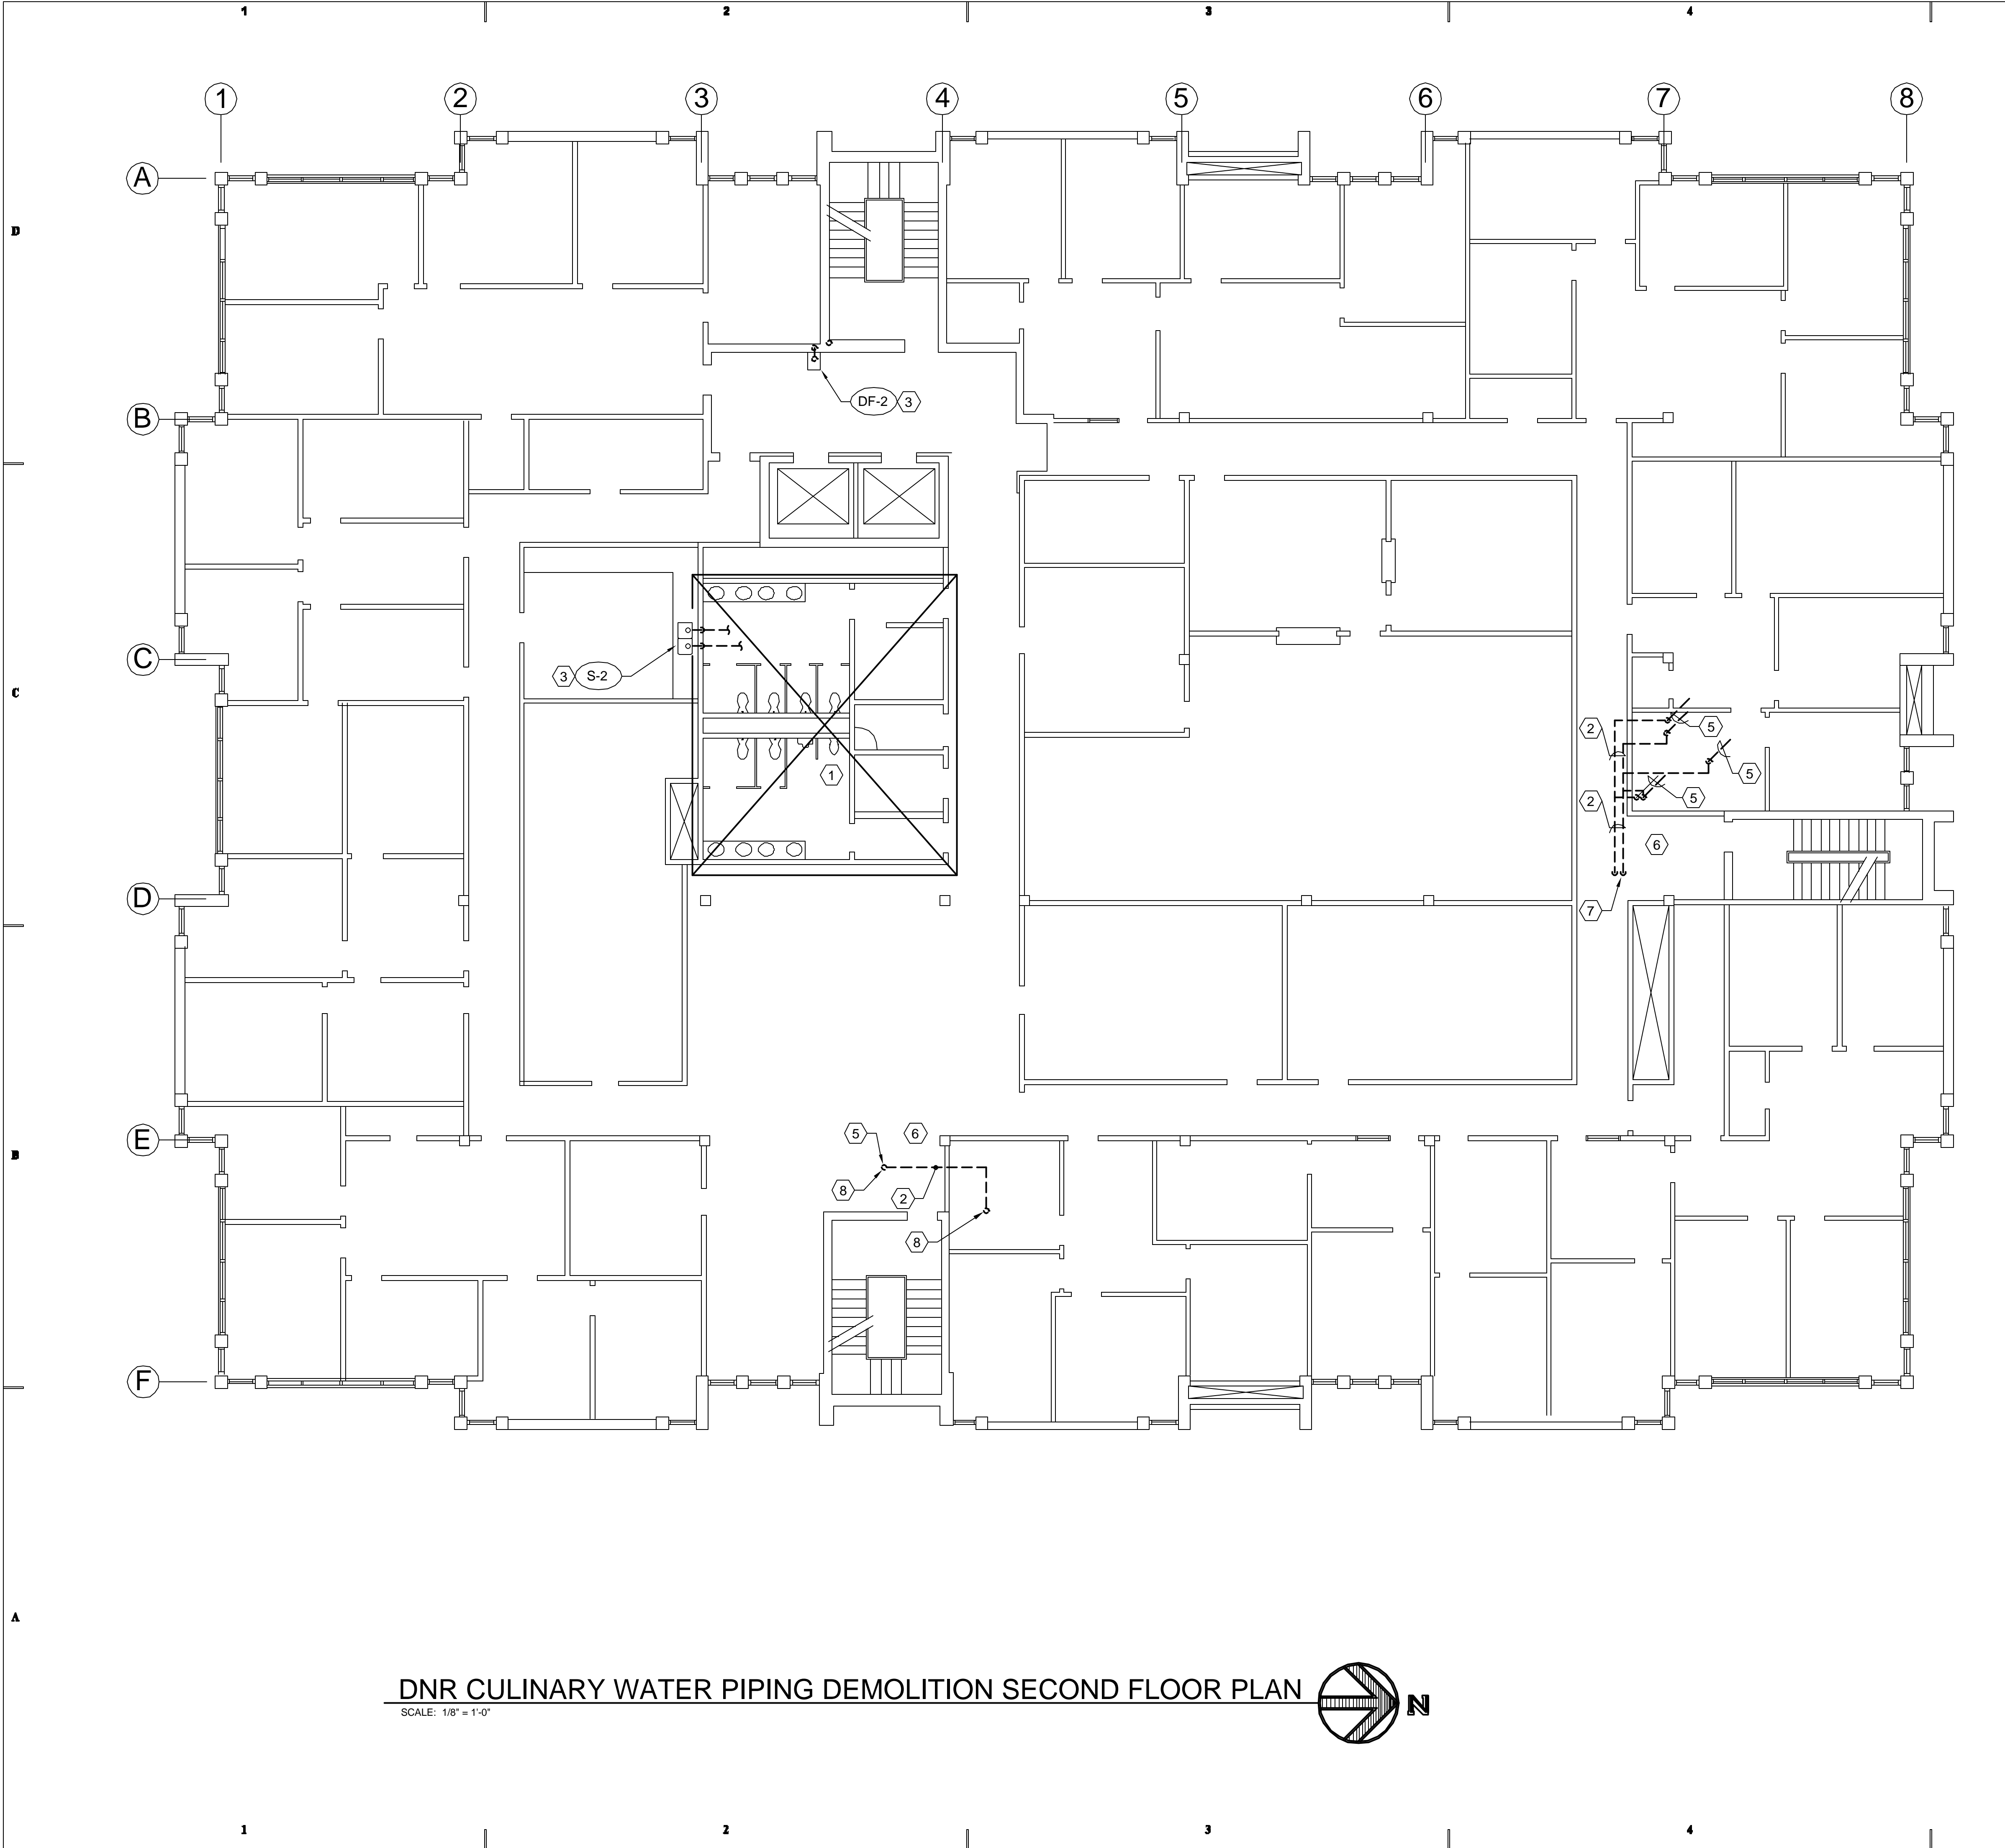 1 2 3 4
1 2 3 4 5 6 7 8
A
D
DF-2 3
B
C
3 S-2
C
2 5
5
1
2 5
6
D
7
5 6
E
B
8
2
8
F
A
DNR CULINARY WATER PIPING DEMOLITION SECOND FLOOR PLAN
N
SCALE: 1/8" = 1'-0"
1 2 3 4